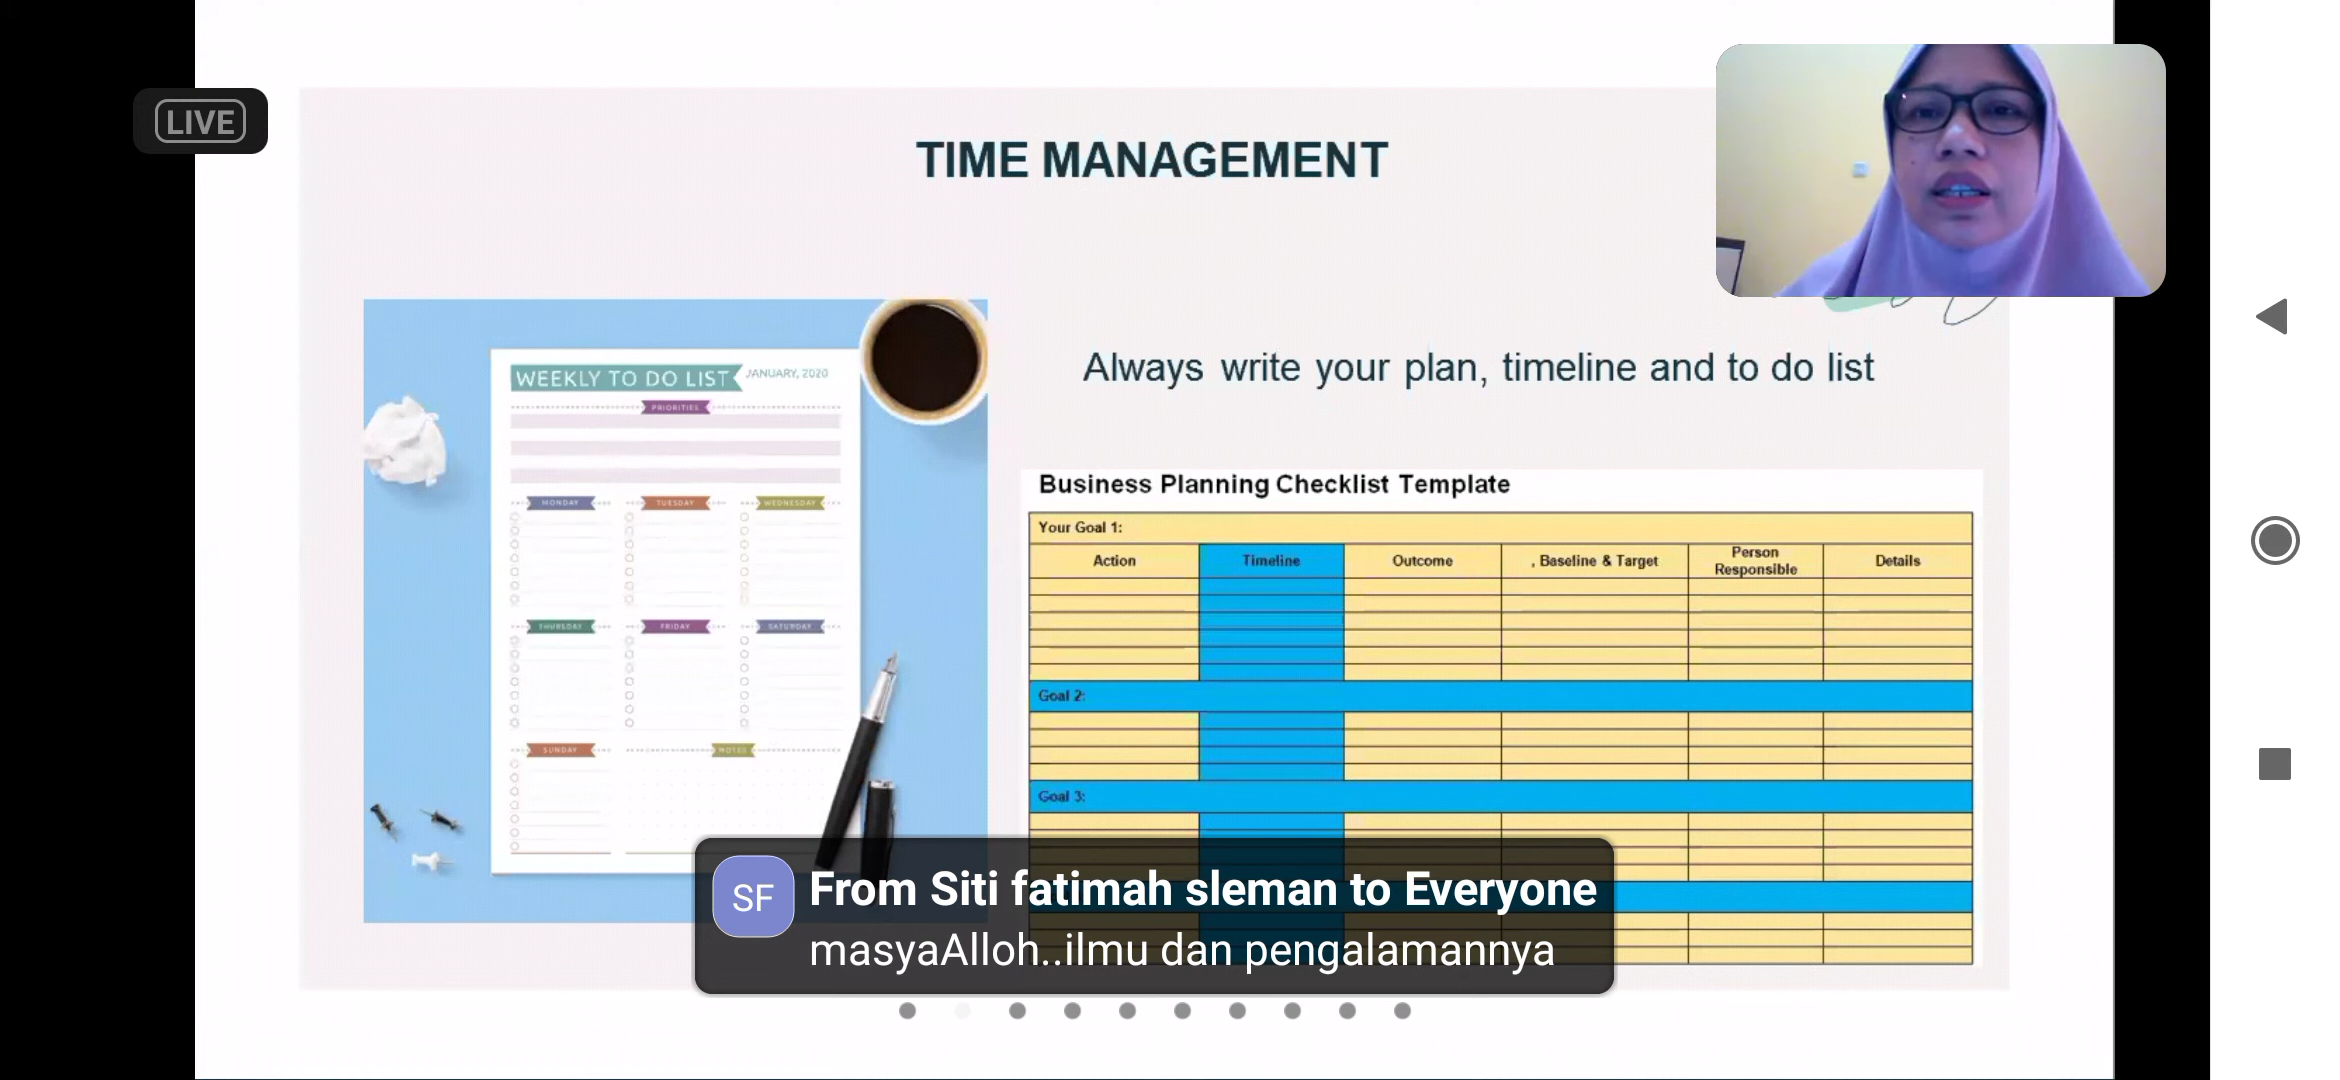 LIVE
TIME MANAGEMENT
WEEKLY TO DO LIST
JANUARY, 2020
PRIORITIES
MONDAY
TUESDAY
WEDNESDAY
THURSDAY
FRIDAY
SATURDAY
SUNDAY
NOTES
Always write your plan, timeline and to do list
Business Planning Checklist Template
Your Goal 1:
Action
Timeline
Outcome
, Baseline & Target
Person
Responsible
Details
Goal 2:
Goal 3:
SF
From Siti fatimah sleman to Everyone
masyaAlloh..ilmu dan pengalamannya